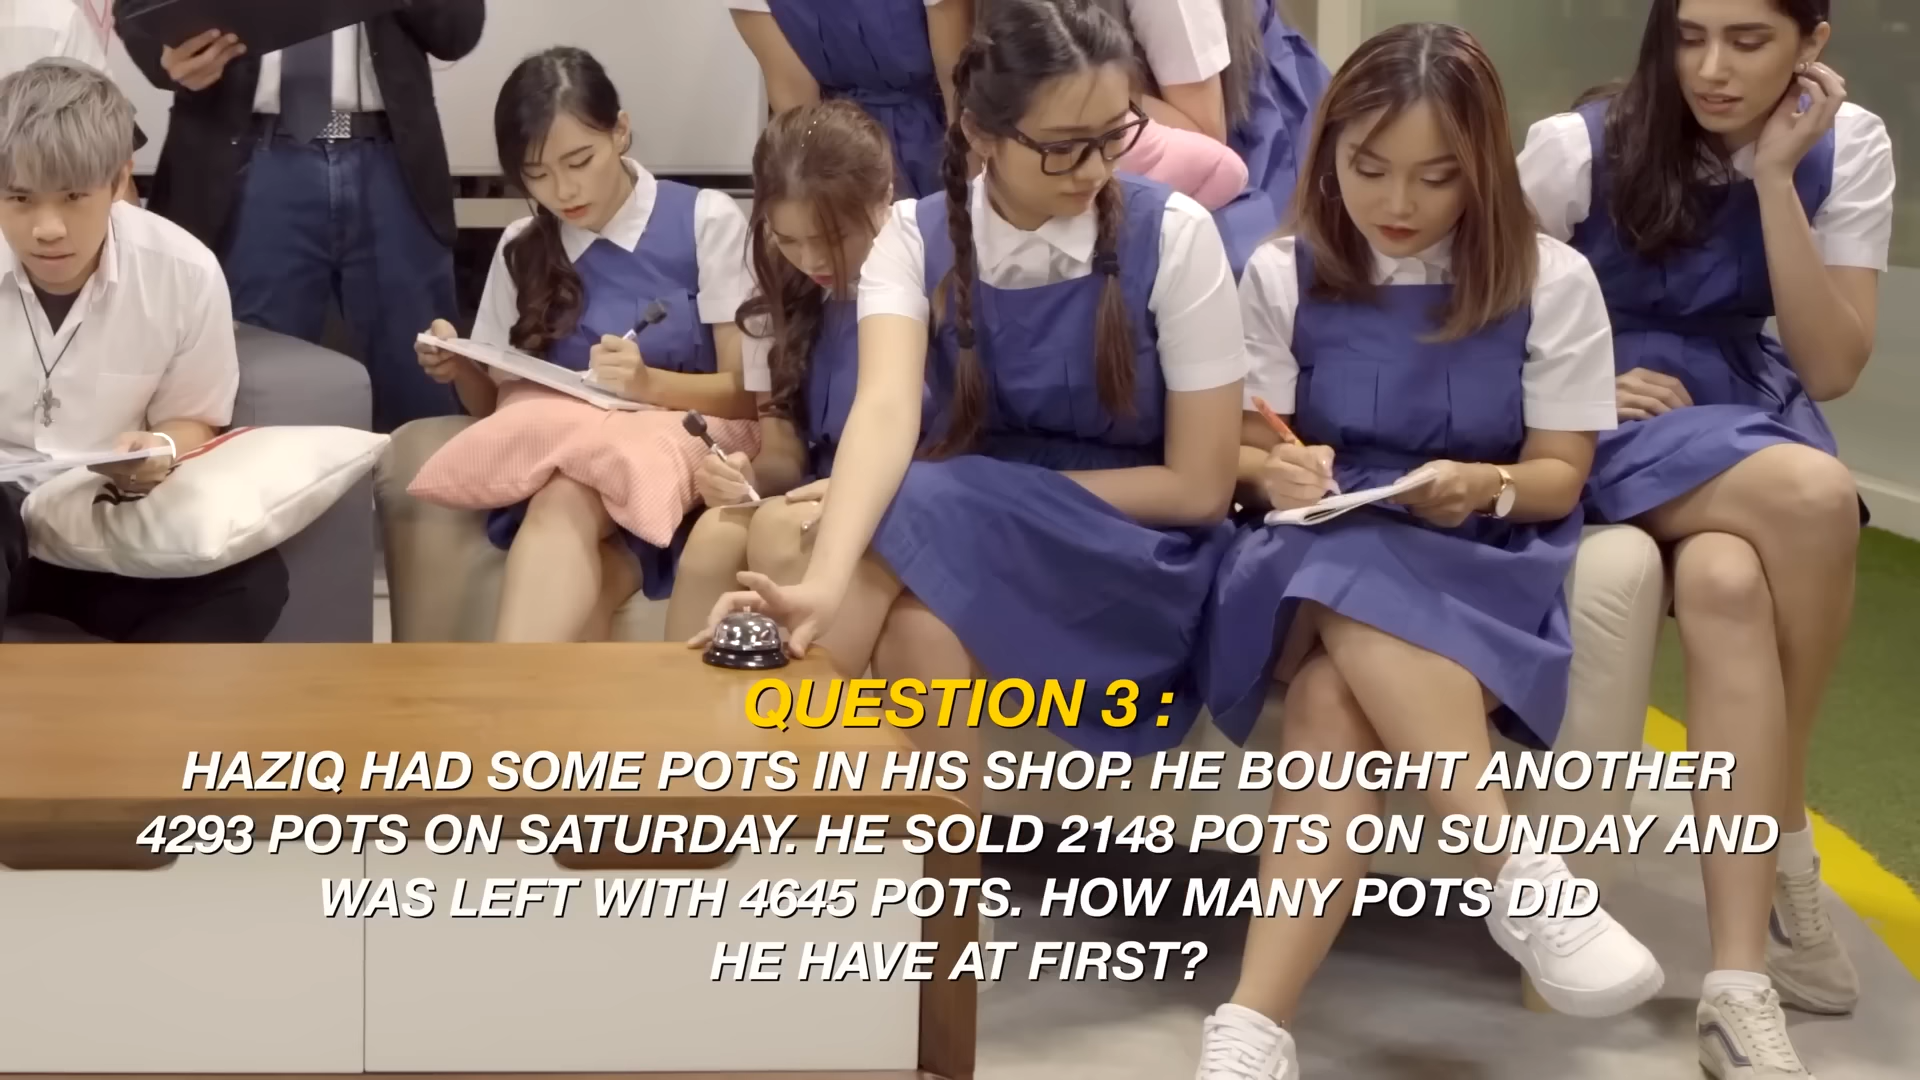 QUESTION 3 :
HAZIQ HAD SOME POTS IN HIS SHOP. HE BOUGHT ANOTHER
4293 POTS ON SATURDAY. HE SOLD 2148 POTS ON SUNDAY AND
WAS LEFT WITH 4645 POTS. HOW MANY POTS DID
HE HAVE AT FIRST?